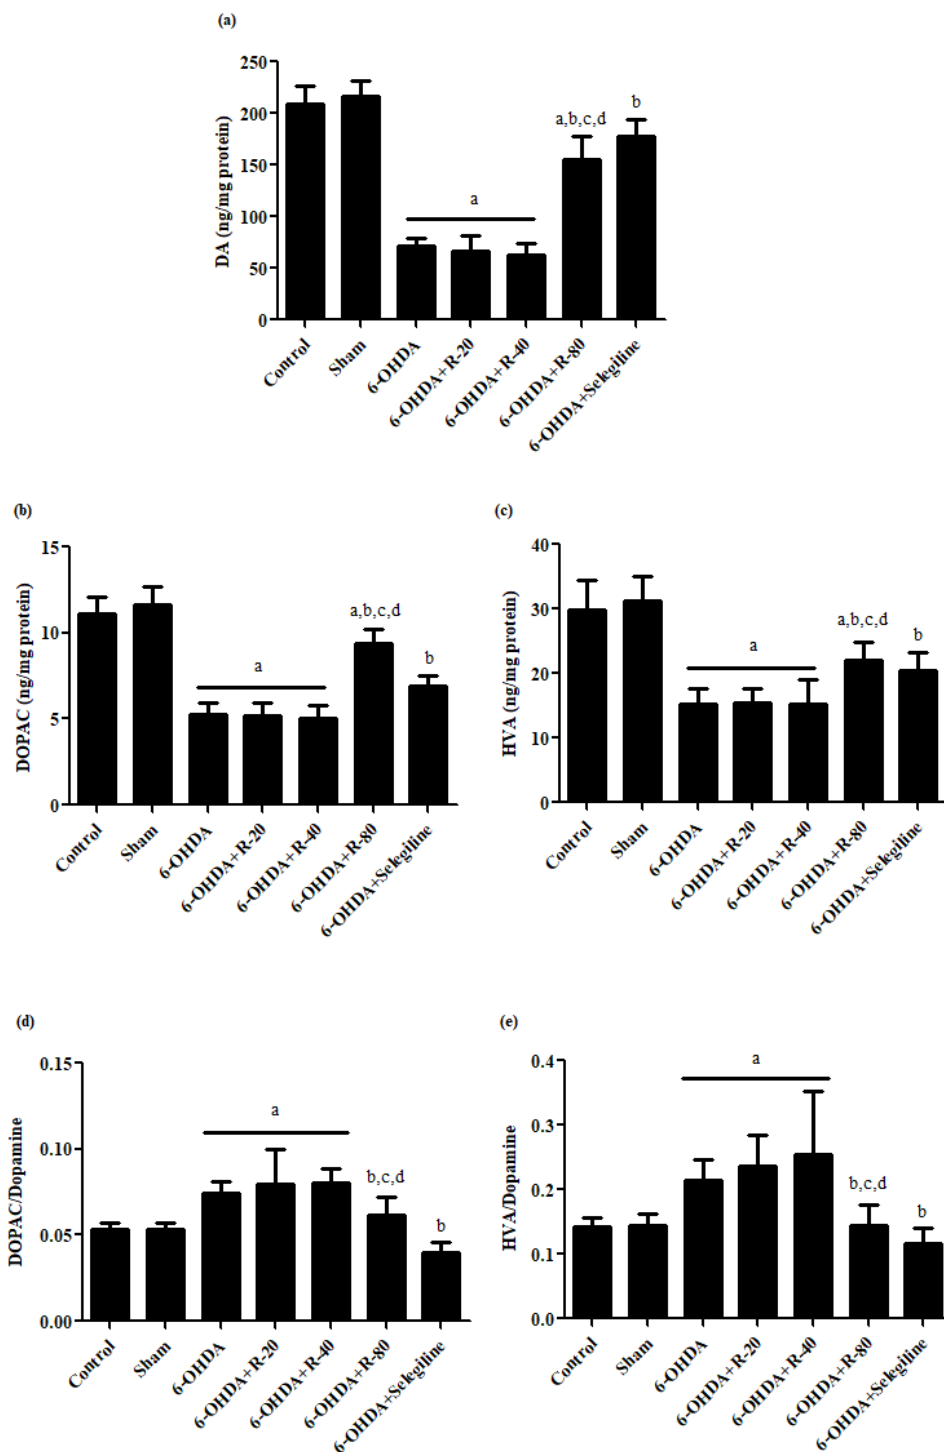 (a)
DA (ng/mg protein)
250
200
150
100
50
0
a
a,b,c,d
b
Control
Sham
6-OHDA
6-OHDA+R-20
6-OHDA+R-40
6-OHDA+R-80
6-OHDA+Selegiline
(b)
DOPAC (ng/mg protein)
15
10
5
0
a
a,b,c,d
b
Control
Sham
6-OHDA
6-OHDA+R-20
6-OHDA+R-40
6-OHDA+R-80
6-OHDA+Selegiline
(c)
HVA (ng/mg protein)
40
30
20
10
0
a
a,b,c,d
b
Control
Sham
6-OHDA
6-OHDA+R-20
6-OHDA+R-40
6-OHDA+R-80
6-OHDA+Selegiline
(d)
DOPAC/Dopamine
0.15
0.10
0.05
0.00
a
b,c,d
b
Control
Sham
6-OHDA
6-OHDA+R-20
6-OHDA+R-40
6-OHDA+R-80
6-OHDA+Selegiline
(e)
HVA/Dopamine
0.4
0.3
0.2
0.1
0.0
a
b,c,d
b
Control
Sham
6-OHDA
6-OHDA+R-20
6-OHDA+R-40
6-OHDA+R-80
6-OHDA+Selegiline